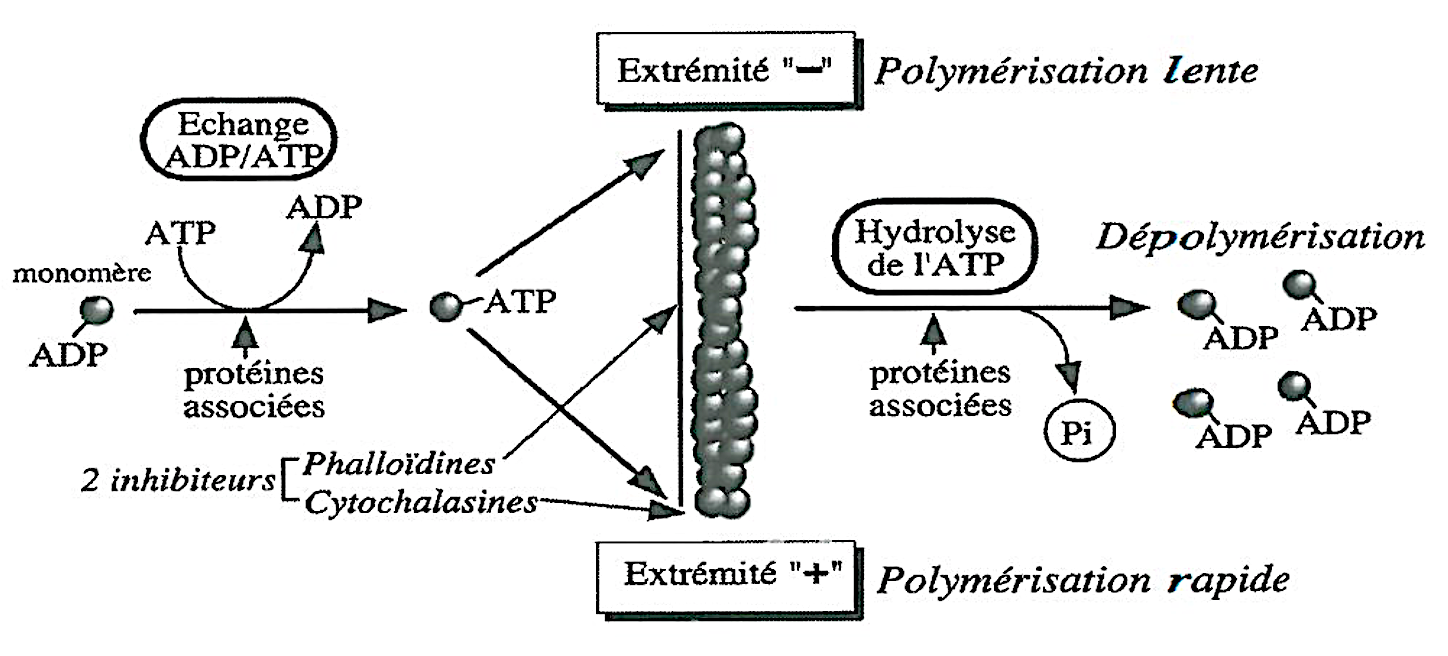 Extrémité "−"
Polymérisation lente
Echange
ADP/ATP
ATP
ADP
monomère
ADP
protéines
associées
ATP
2 inhibiteurs
Phalloïdines
Cytochalasines
Hydrolyse
de l'ATP
protéines
associées
Pi
Dépolymérisation
ADP
ADP
ADP
ADP
Extrémité "+"
Polymérisation rapide